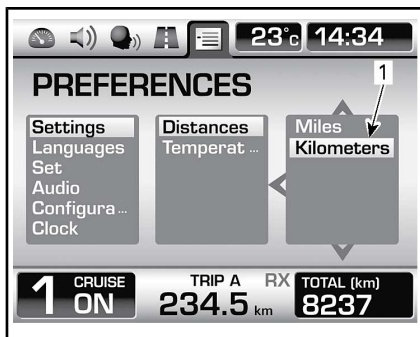 23°c 14:34
1
PREFERENCES
Settings Distances Miles
Languages Temperat ... Kilometers
Set
Audio
Configura ...
Clock
1 CRUISE ON TRIP A 234.5 km RX TOTAL (km) 8237